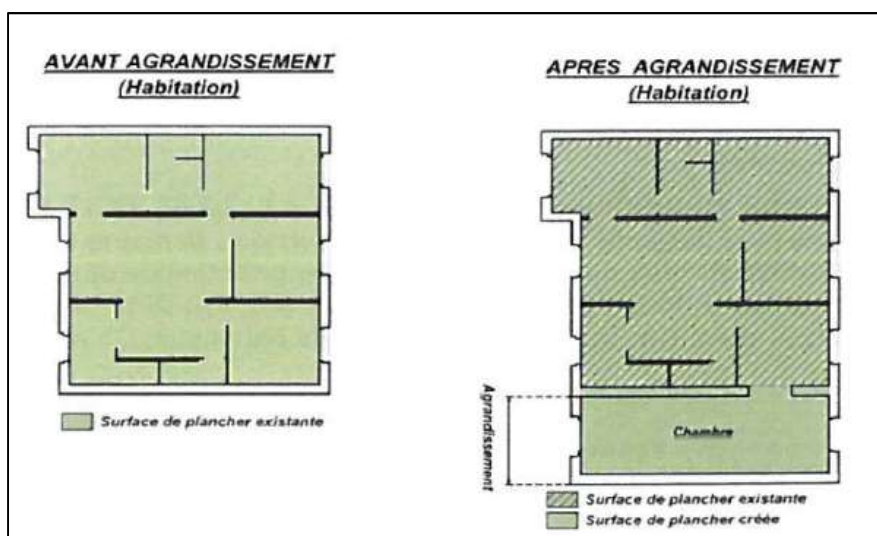 AVANT AGRANDISSEMENT
(Habitation)
Surface de plancher existante
APRES AGRANDISSEMENT
(Habitation)
Agrandissement
Chambre
Surface de plancher existante
Surface de plancher créée